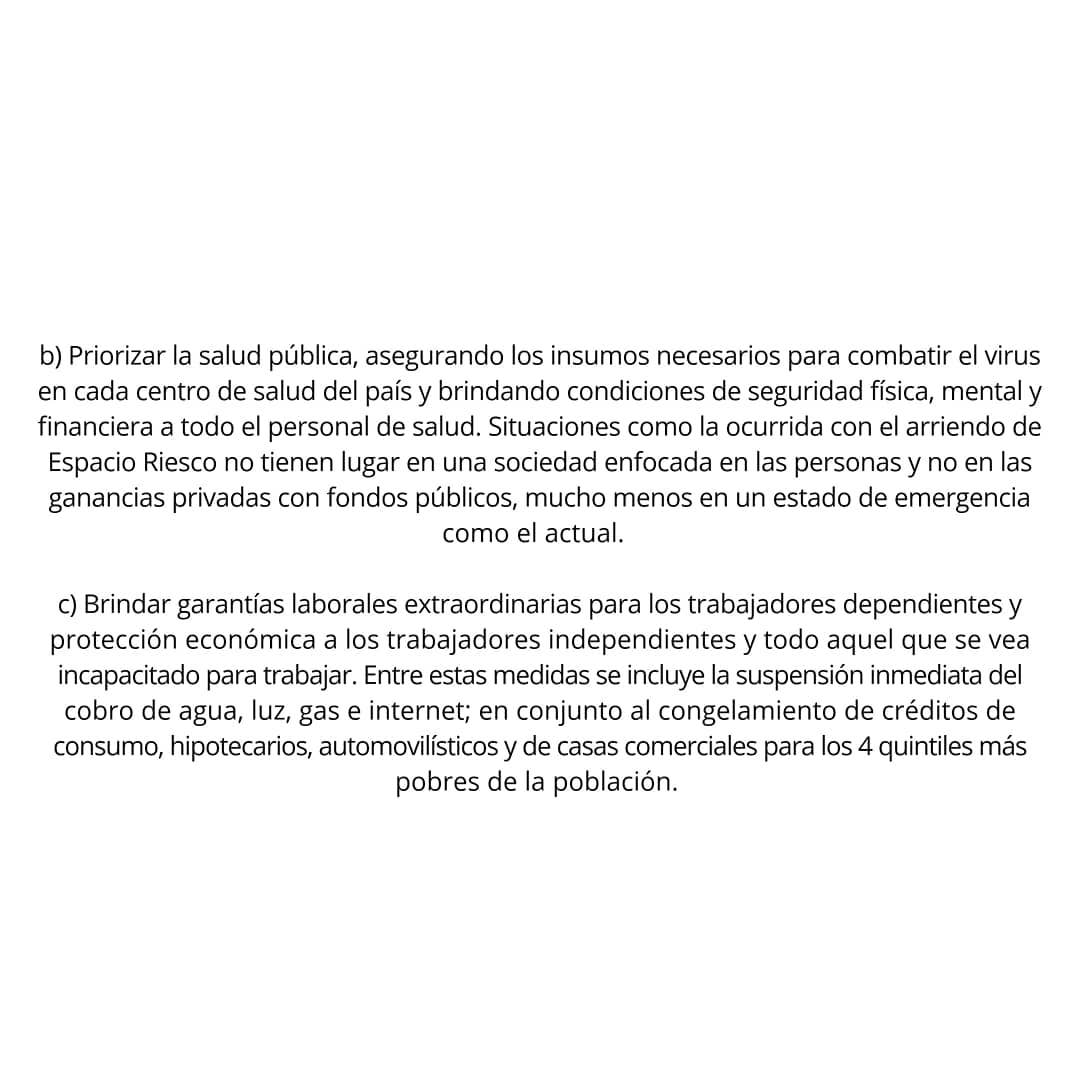 b) Priorizar la salud pública, asegurando los insumos necesarios para combatir el virus
en cada centro de salud del país y brindando condiciones de seguridad física, mental y
financiera a todo el personal de salud. Situaciones como la ocurrida con el arriendo de
Espacio Riesco no tienen lugar en una sociedad enfocada en las personas y no en las
ganancias privadas con fondos públicos, mucho menos en un estado de emergencia
como el actual.
c) Brindar garantías laborales extraordinarias para los trabajadores dependientes y
protección económica a los trabajadores independientes y todo aquel que se vea
incapacitado para trabajar. Entre estas medidas se incluye la suspensión inmediata del
cobro de agua, luz, gas e internet; en conjunto al congelamiento de créditos de
consumo, hipotecarios, automovilísticos y de casas comerciales para los 4 quintiles más
pobres de la población.